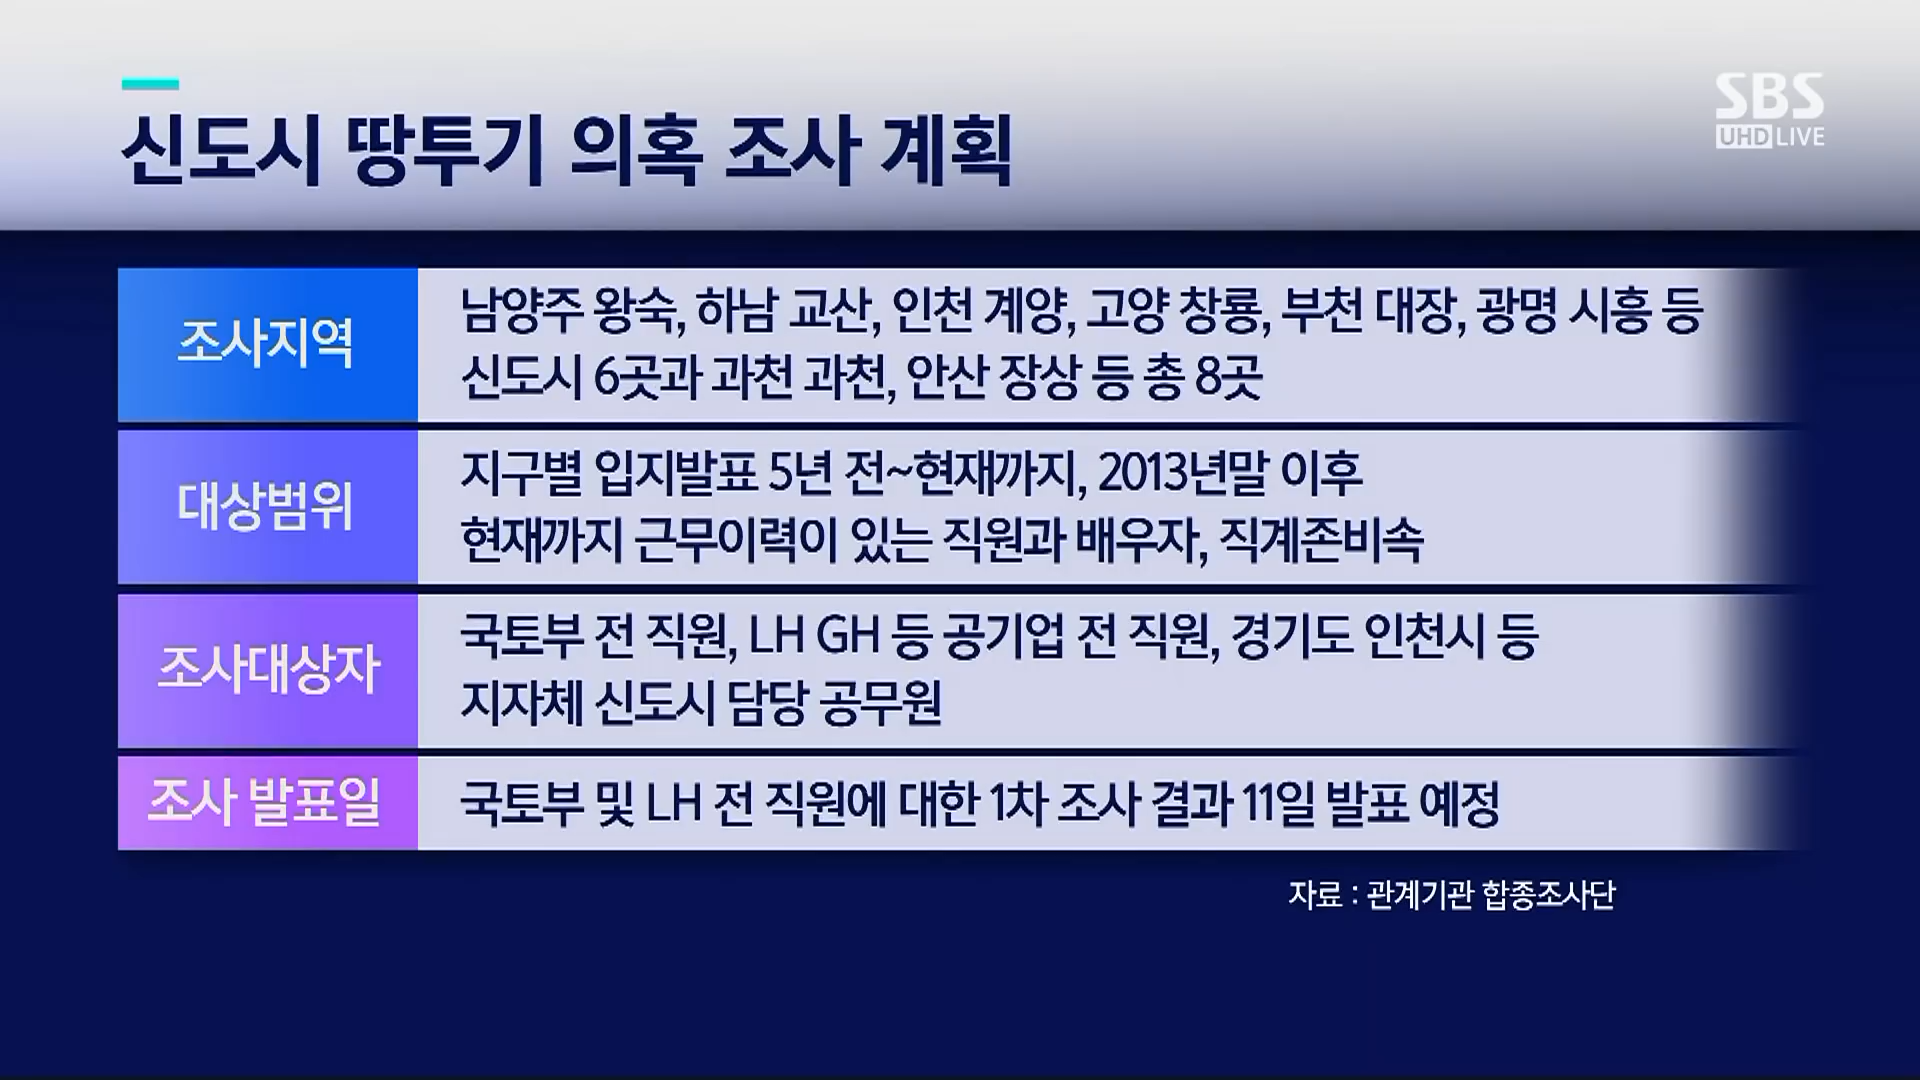 신도시 땅투기 의혹 조사 계획
SBS
UHD LIVE
조사지역
남양주 왕숙, 하남 교산, 인천 계양, 고양 창룡, 부천 대장, 광명 시흥 등
신도시 6곳과 과천 과천, 안산 장상 등 총 8곳
대상범위
지구별 입지발표 5년 전~현재까지, 2013년말 이후
현재까지 근무이력이 있는 직원과 배우자, 직계존비속
조사대상자
국토부 전 직원, LH GH 등 공기업 전 직원, 경기도 인천시 등
지자체 신도시 담당 공무원
조사 발표일
국토부 및 LH 전 직원에 대한 1차 조사 결과 11일 발표 예정
자료 : 관계기관 합종조사단